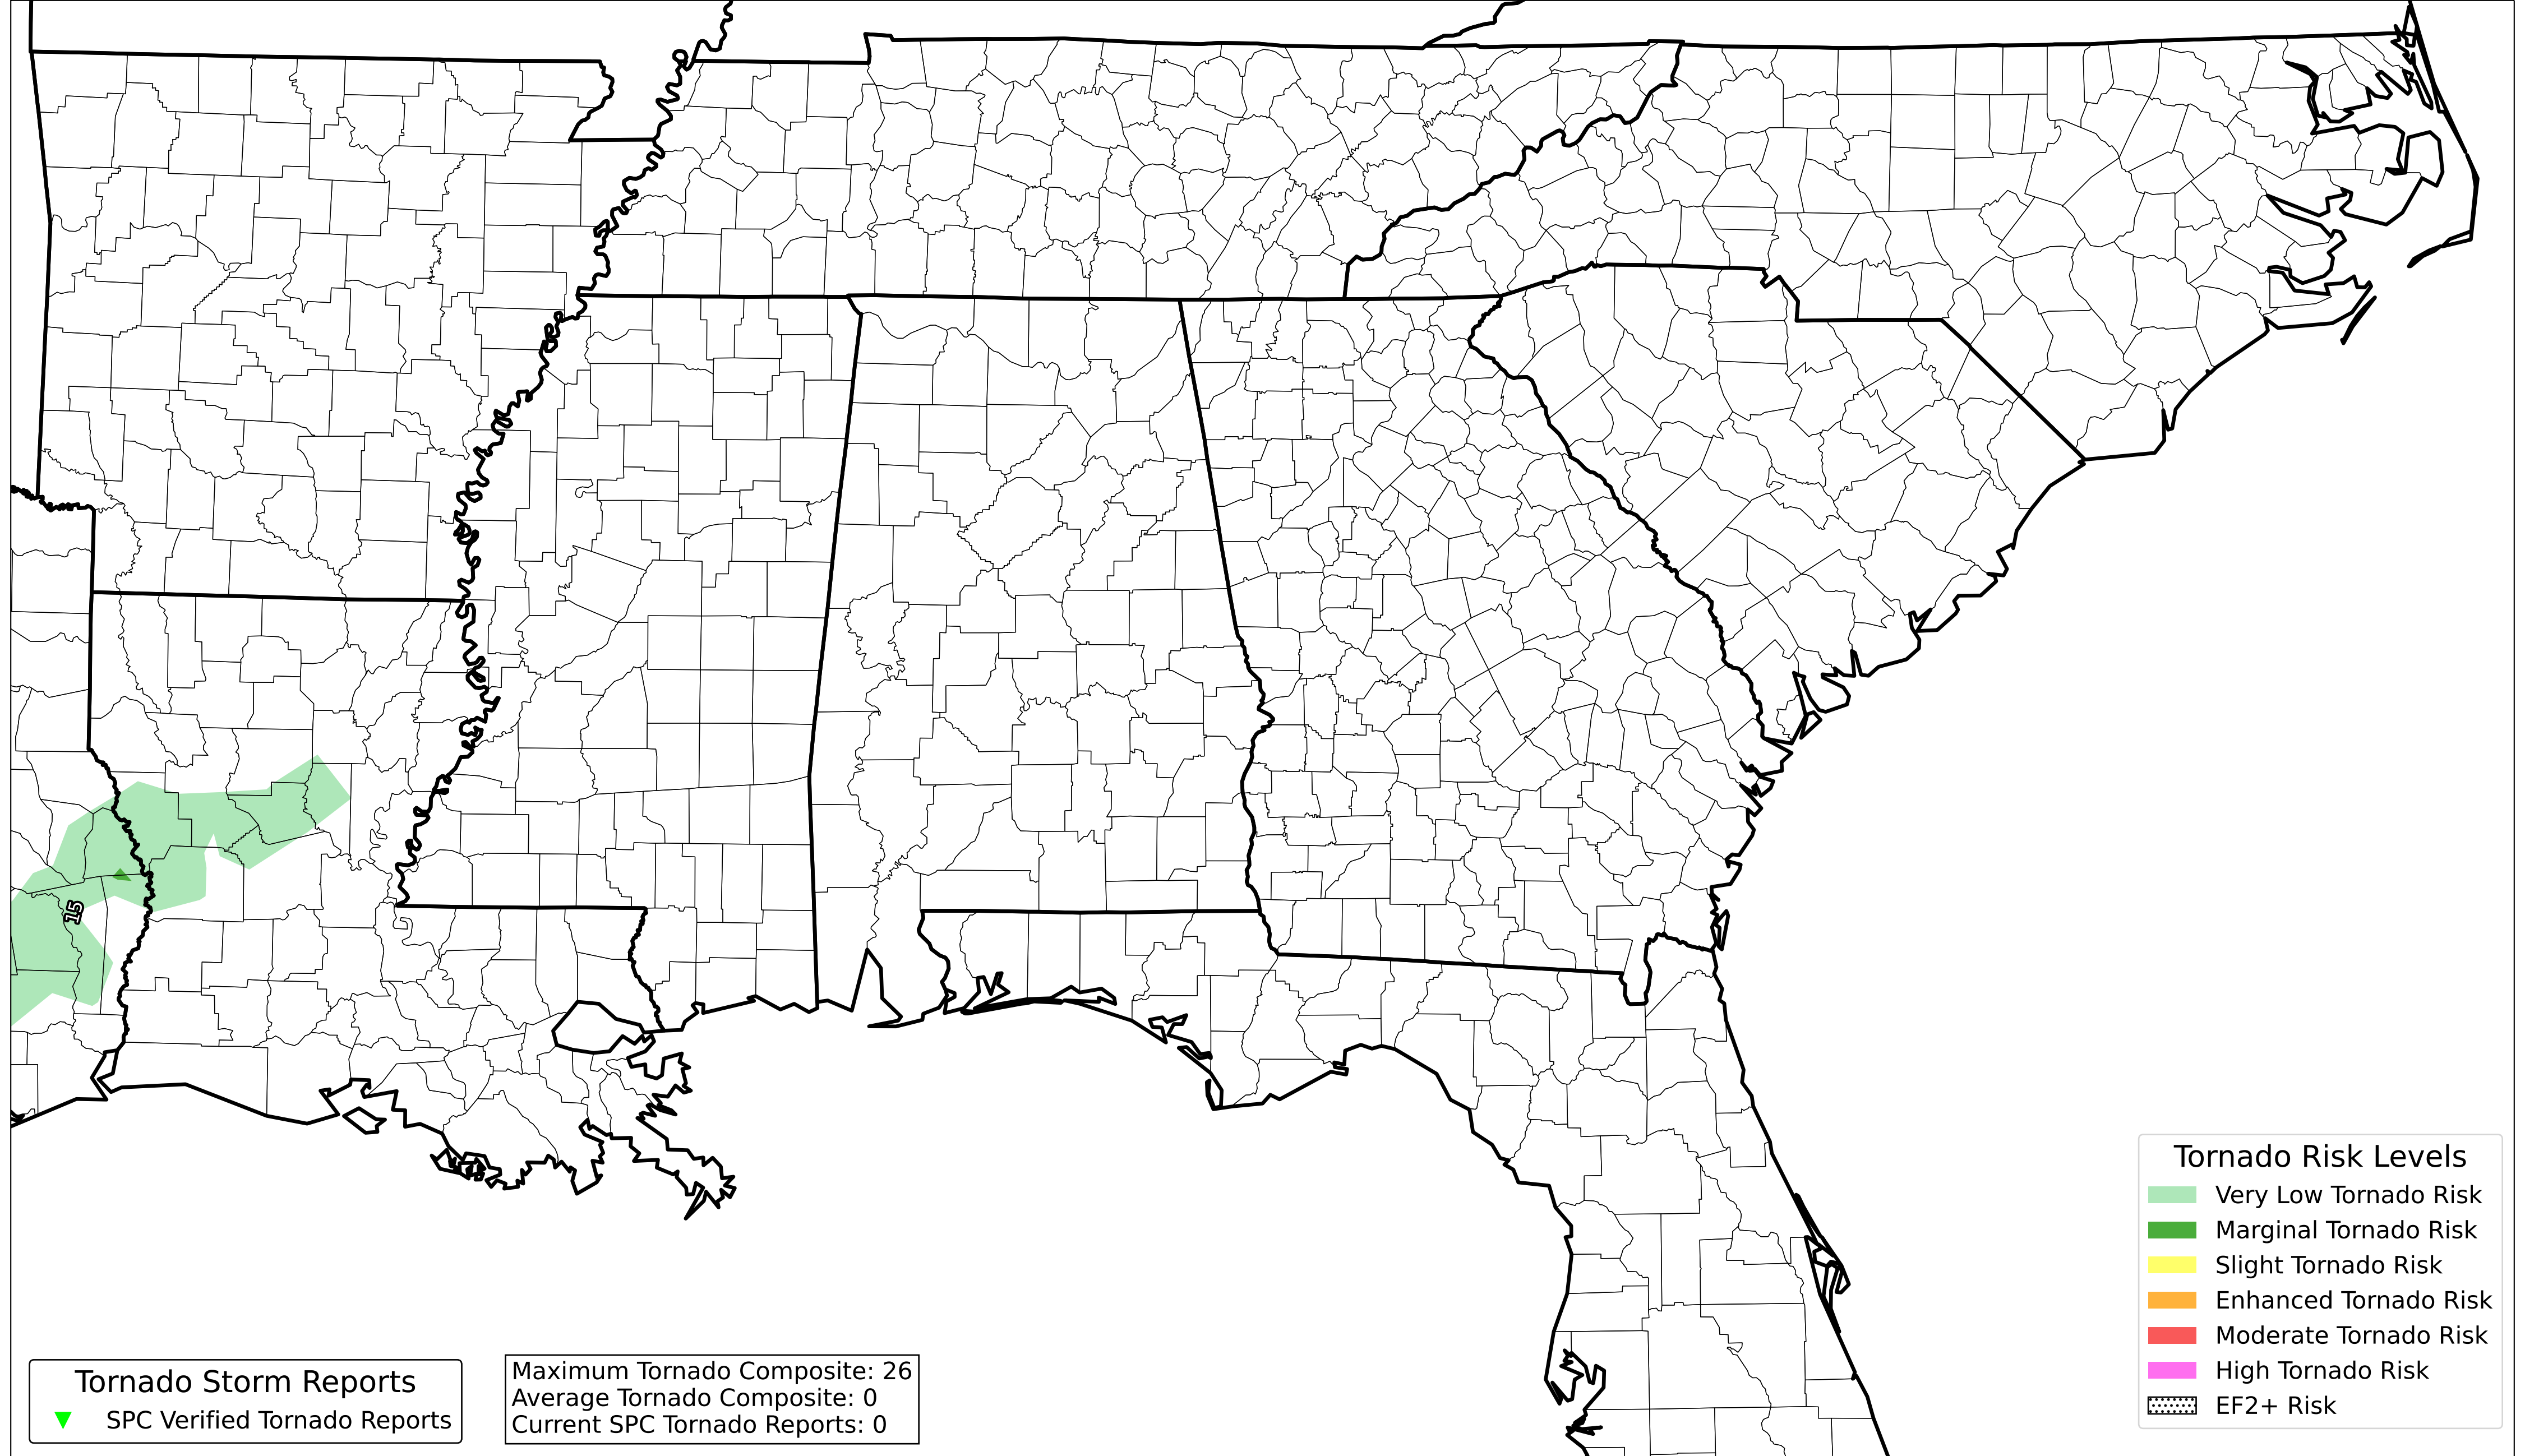 15
Tornado Risk Levels
Very Low Tornado Risk
Marginal Tornado Risk
Slight Tornado Risk
Enhanced Tornado Risk
Moderate Tornado Risk
High Tornado Risk
EF2+ Risk
Tornado Storm Reports
SPC Verified Tornado Reports
Maximum Tornado Composite: 26
Average Tornado Composite: 0
Current SPC Tornado Reports: 0